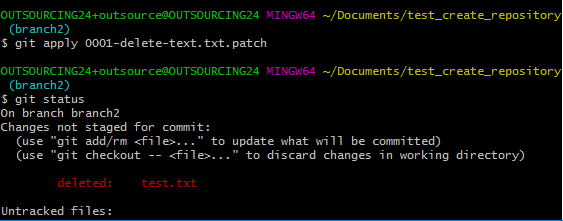 OUTSOURCING24+outsource@OUTSOURCING24 MINGW64 ~/Documents/test_create_repository
(branch2)
$ git apply 0001-delete-text.txt.patch
OUTSOURCING24+outsource@OUTSOURCING24 MINGW64 ~/Documents/test_create_repository
(branch2)
$ git status
On branch branch2
Changes not staged for commit:
(use "git add/rm <file>..." to update what will be committed)
(use "git checkout -- <file>..." to discard changes in working directory)
deleted: test.txt
Untracked files: